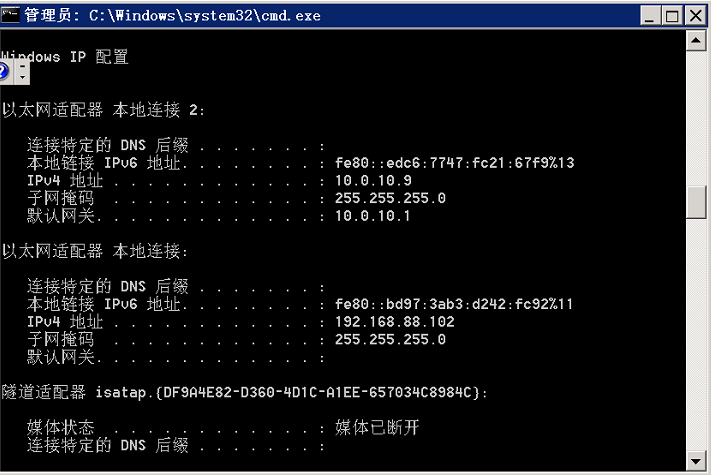 管理员: C:\Windows\system32\cmd.exe
Windows IP 配置
以太网适配器 本地连接 2:
连接特定的 DNS 后缀 . . . . . . . :
本地链接 IPv6 地址. . . . . . . . : fe80::edc6:7747:fc21:67f9%13
IPv4 地址 . . . . . . . . . . . . : 10.0.10.9
子网掩码 . . . . . . . . . . . . : 255.255.255.0
默认网关. . . . . . . . . . . . . : 10.0.10.1
以太网适配器 本地连接:
连接特定的 DNS 后缀 . . . . . . . :
本地链接 IPv6 地址. . . . . . . . : fe80::bd97:3ab3:d242:fc92%11
IPv4 地址 . . . . . . . . . . . . : 192.168.88.102
子网掩码 . . . . . . . . . . . . : 255.255.255.0
默认网关. . . . . . . . . . . . . :
隧道适配器 isatap.{DF9A4E82-D360-4D1C-A1EE-657034C8984C}:
媒体状态 . . . . . . . . . . . . : 媒体已断开
连接特定的 DNS 后缀 . . . . . . . :